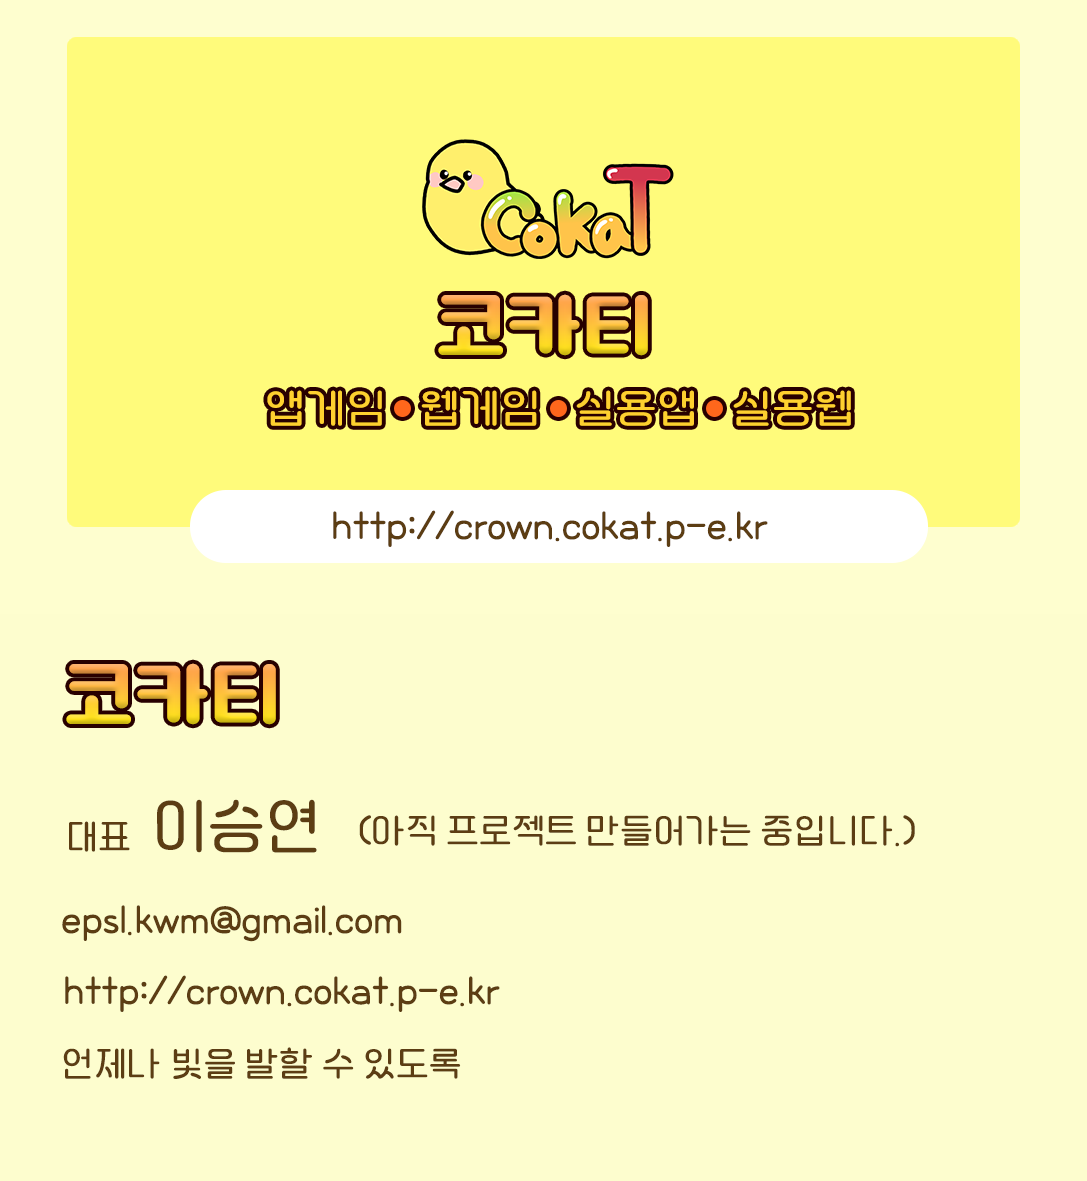 CokaT
코카티
앱게임●웹게임●실용앱●실용웹
http://crown.cokat.p-e.kr
코카티
대표 이승연 (아직 프로젝트 만들어가는 중입니다.)
epsl.kwm@gmail.com
http://crown.cokat.p-e.kr
언제나 빛을 발할 수 있도록